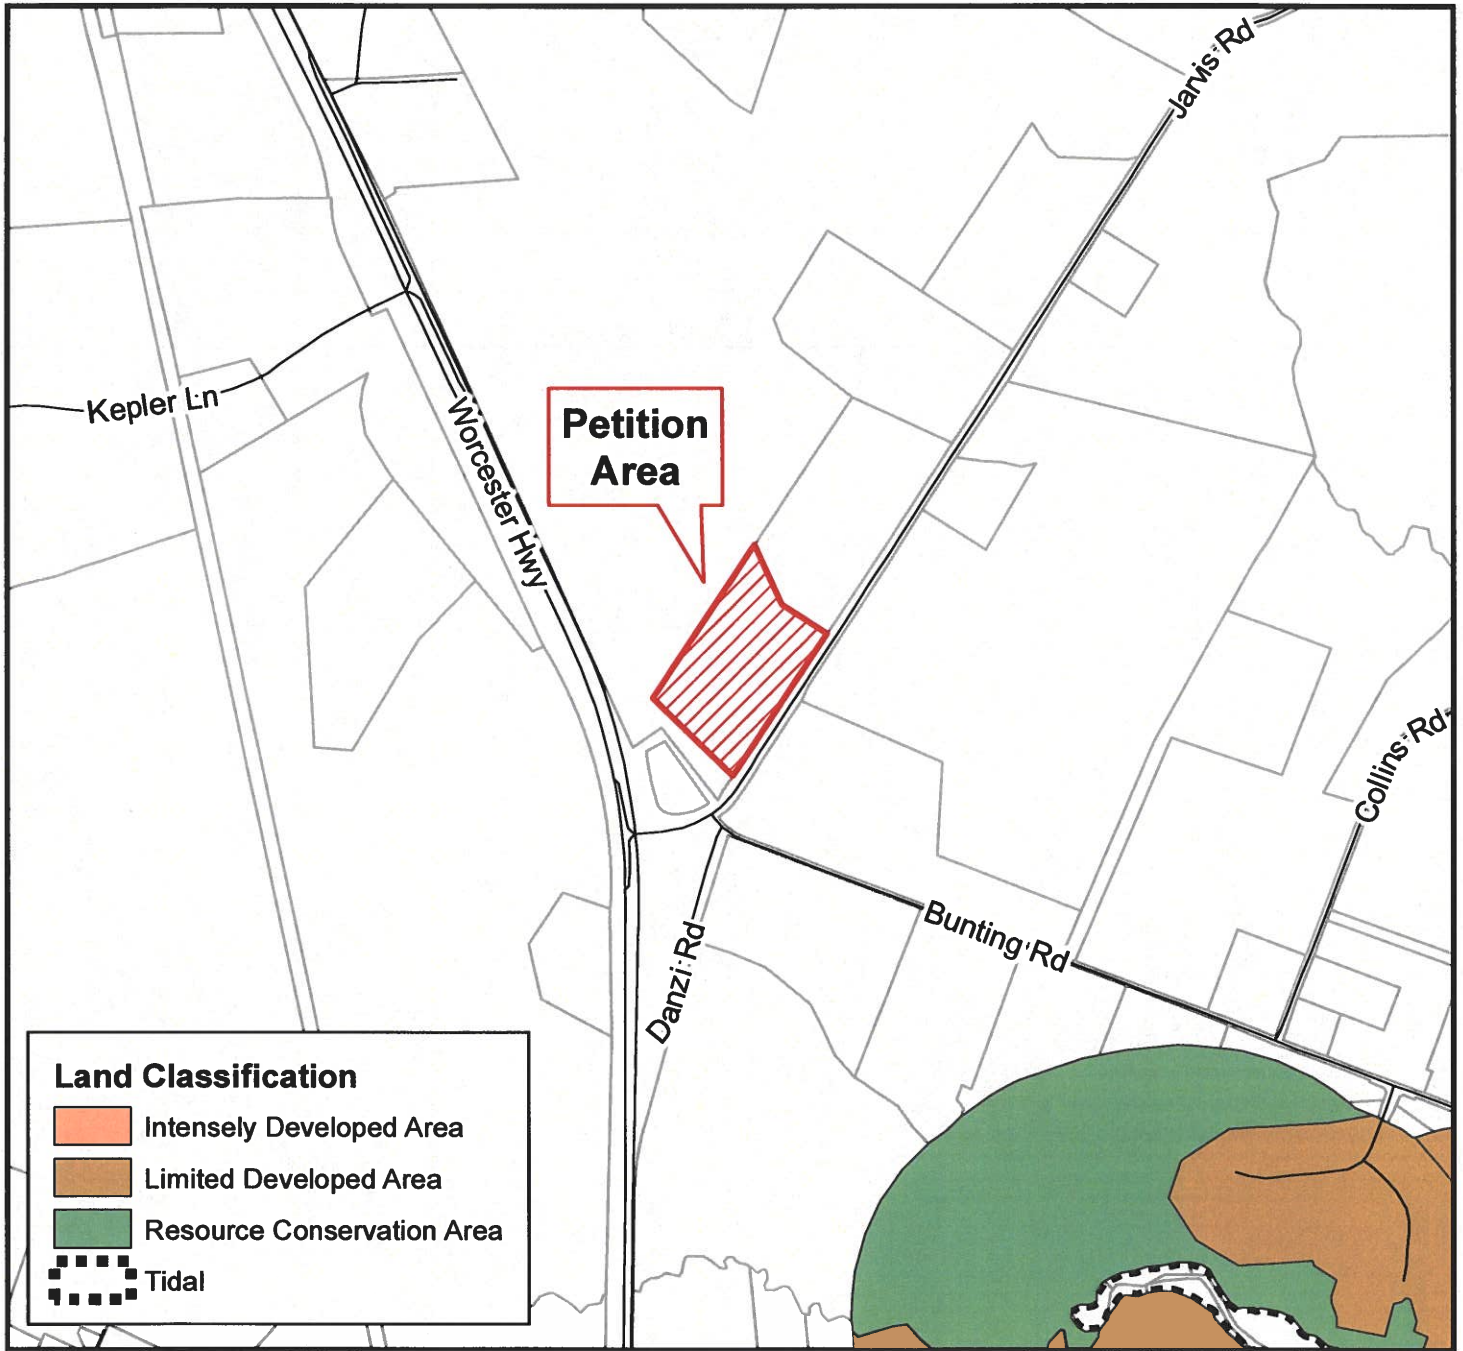 Jarvis Rd
Kepler Ln
Worcester Hwy
Petition
Area
Collins Rd
Bunting Rd
Danzi Rd
Land Classification
Intensely Developed Area
Limited Developed Area
Resource Conservation Area
Tidal